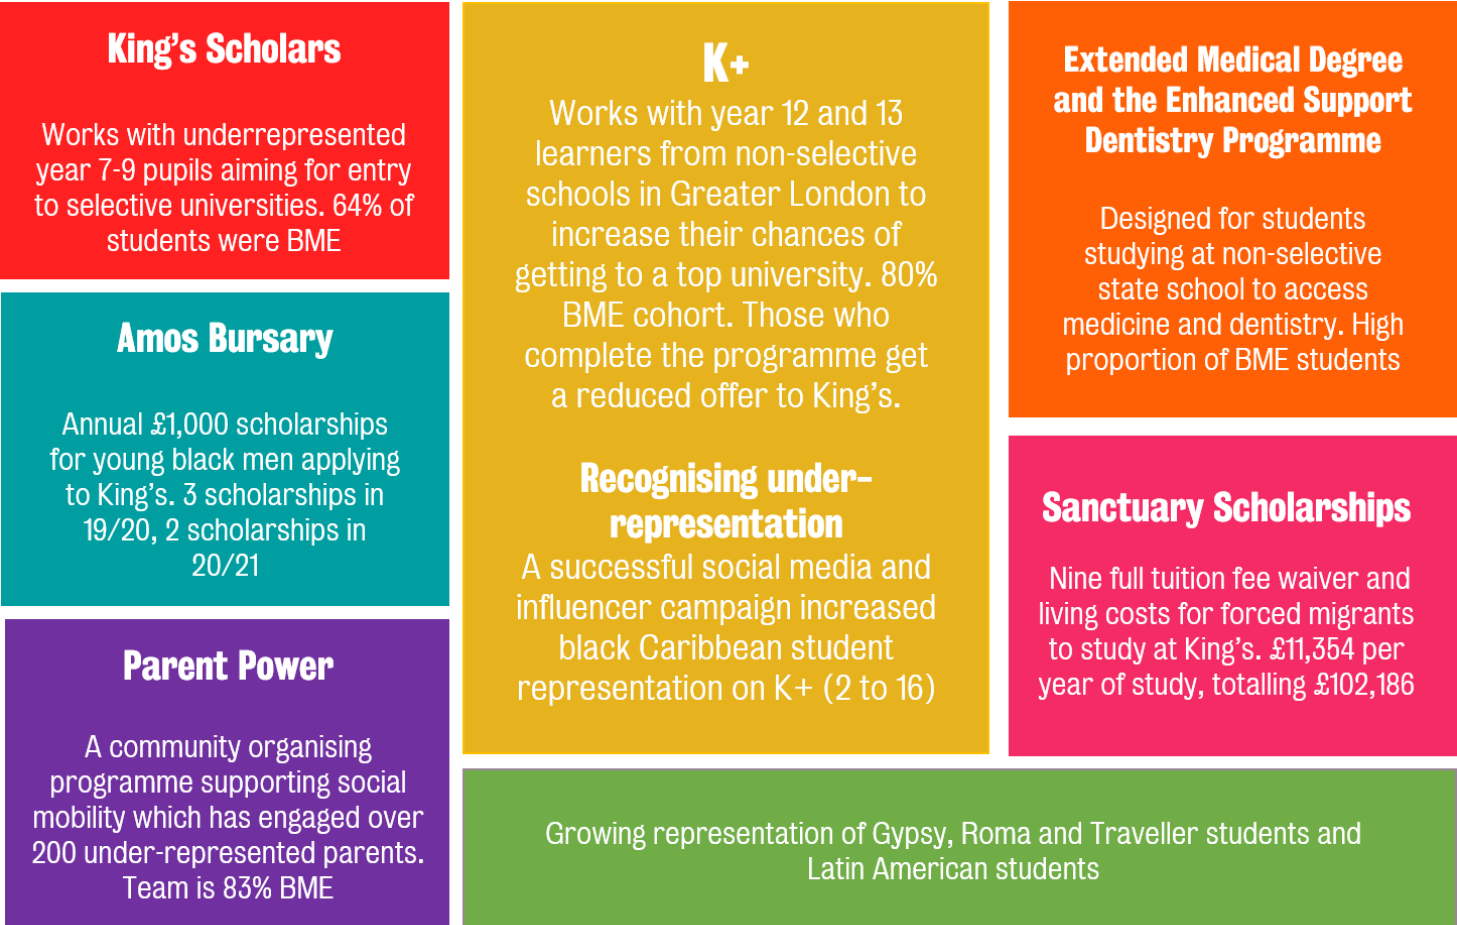 King's Scholars
Works with underrepresented
year 7-9 pupils aiming for entry
to selective universities. 64% of
students were BME
Amos Bursary
Annual £1,000 scholarships
for young black men applying
to King's. 3 scholarships in
19/20, 2 scholarships in
20/21
Parent Power
A community organising
programme supporting social
mobility which has engaged over
200 under-represented parents.
Team is 83% BME
K+
Works with year 12 and 13
learners from non-selective
schools in Greater London to
increase their chances of
getting to a top university. 80%
BME cohort. Those who
complete the programme get
a reduced offer to King's.
Recognising under-
representation
A successful social media and
influencer campaign increased
black Caribbean student
representation on K+ (2 to 16)
Extended Medical Degree
and the Enhanced Support
Dentistry Programme
Designed for students
studying at non-selective
state school to access
medicine and dentistry. High
proportion of BME students
Sanctuary Scholarships
Nine full tuition fee waiver and
living costs for forced migrants
to study at King's. £11,354 per
year of study, totalling £102,186
Growing representation of Gypsy, Roma and Traveller students and
Latin American students